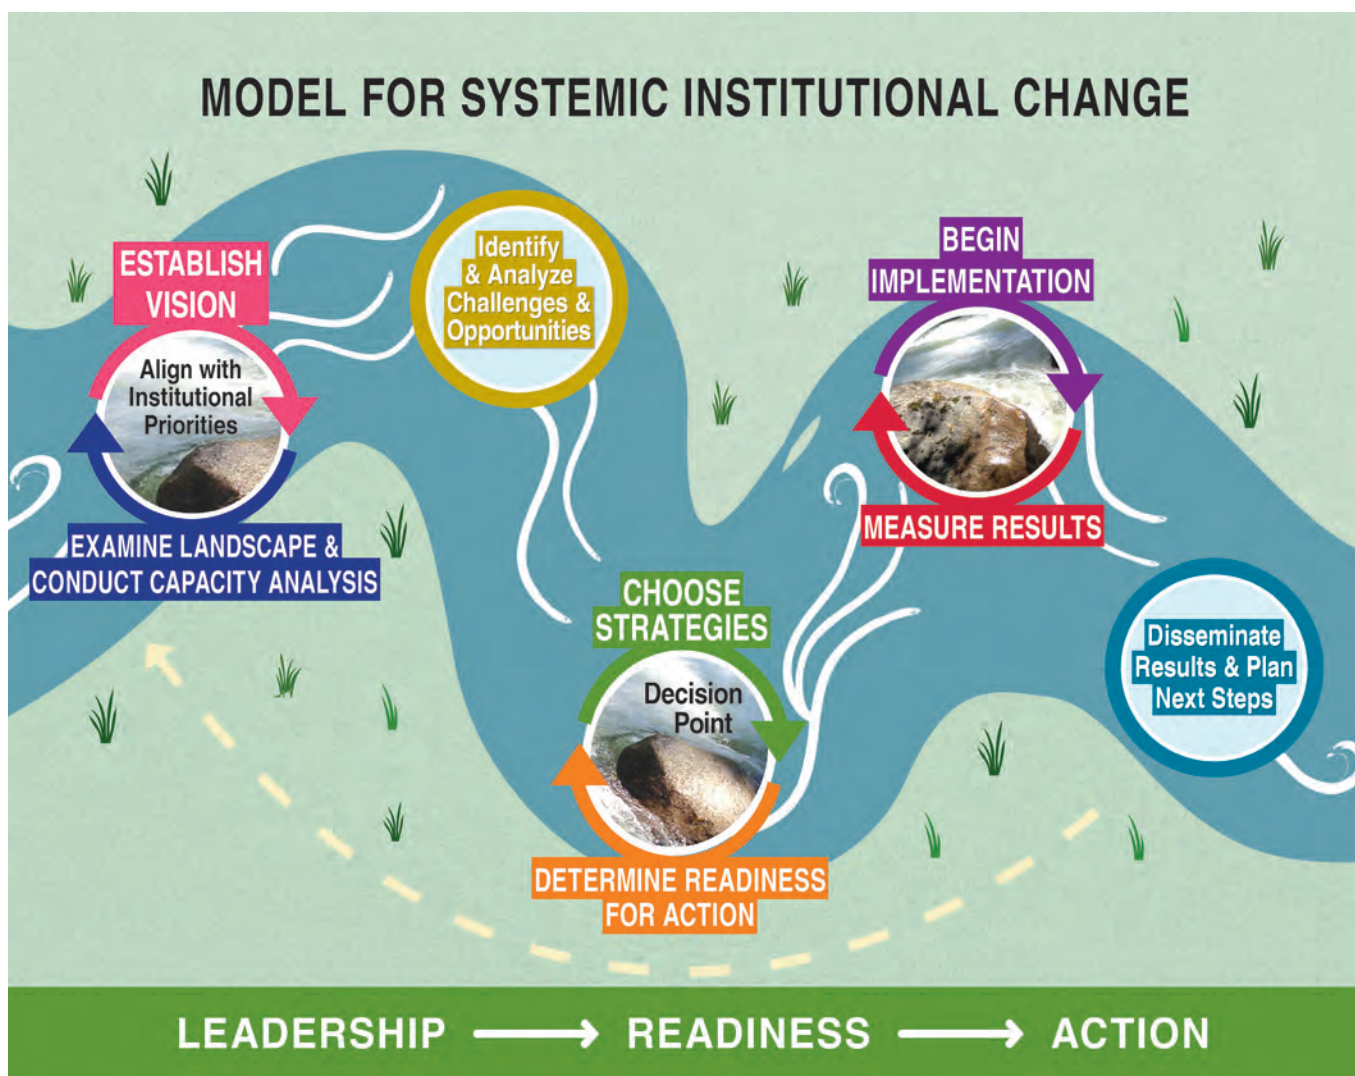 MODEL FOR SYSTEMIC INSTITUTIONAL CHANGE
ESTABLISH
VISION
Align with
Institutional
Priorities
EXAMINE LANDSCAPE &
CONDUCT CAPACITY ANALYSIS
Identify
& Analyze
Challenges &
Opportunities
CHOOSE
STRATEGIES
Decision
Point
DETERMINE READINESS
FOR ACTION
BEGIN
IMPLEMENTATION
MEASURE RESULTS
Disseminate
Results & Plan
Next Steps
LEADERSHIP → READINESS → ACTION